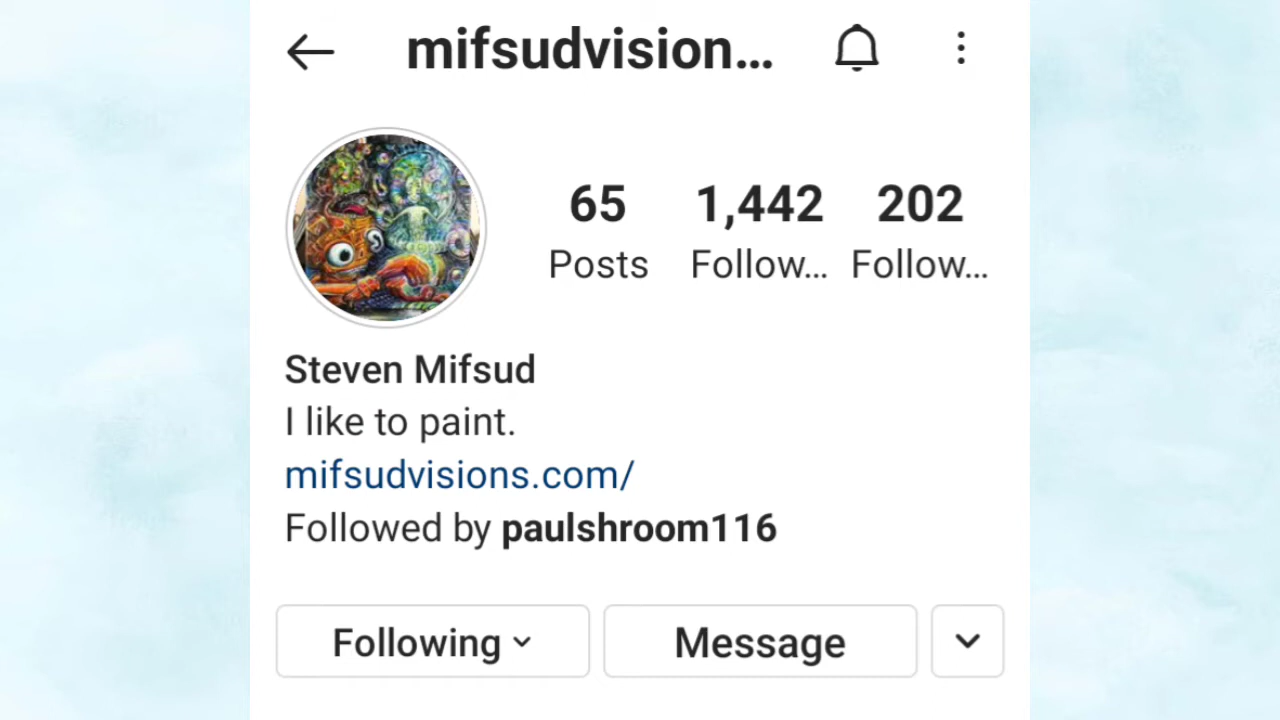 mifsudvision...
65 1,442 202
Posts Follow... Follow...
Steven Mifsud
I like to paint.
mifsudvisions.com/
Followed by paulshroom116
Following Message